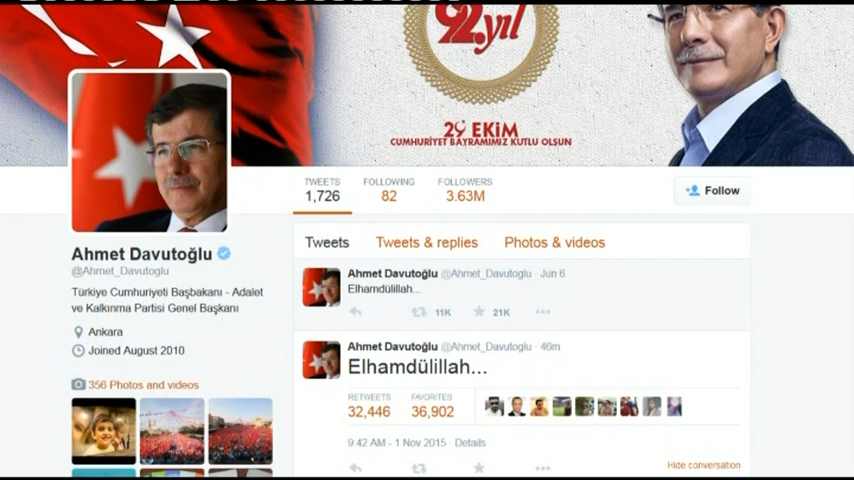 92.yıl
29 EKİM
CUMHURİYET BAYRAMIMIZ KUTLU OLSUN
TWEETS
1,726
FOLLOWING
82
FOLLOWERS
3.63M
Follow
Ahmet Davutoğlu
@Ahmet_Davutoglu
Türkiye Cumhuriyeti Başbakanı - Adalet
ve Kalkınma Partisi Genel Başkanı
Ankara
Joined August 2010
356 Photos and videos
Tweets
Tweets & replies
Photos & videos
Ahmet Davutoğlu @Ahmet_Davutoglu · Jun 6
Elhamdülillah...
11K
21K
Ahmet Davutoğlu @Ahmet_Davutoglu · 46m
Elhamdülillah...
RETWEETS
32,446
FAVORITES
36,902
9:42 AM - 1 Nov 2015 · Details
Hide conversation